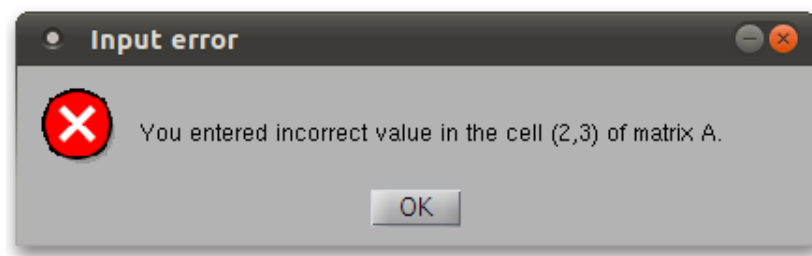 Input error
You entered incorrect value in the cell (2,3) of matrix A.
OK